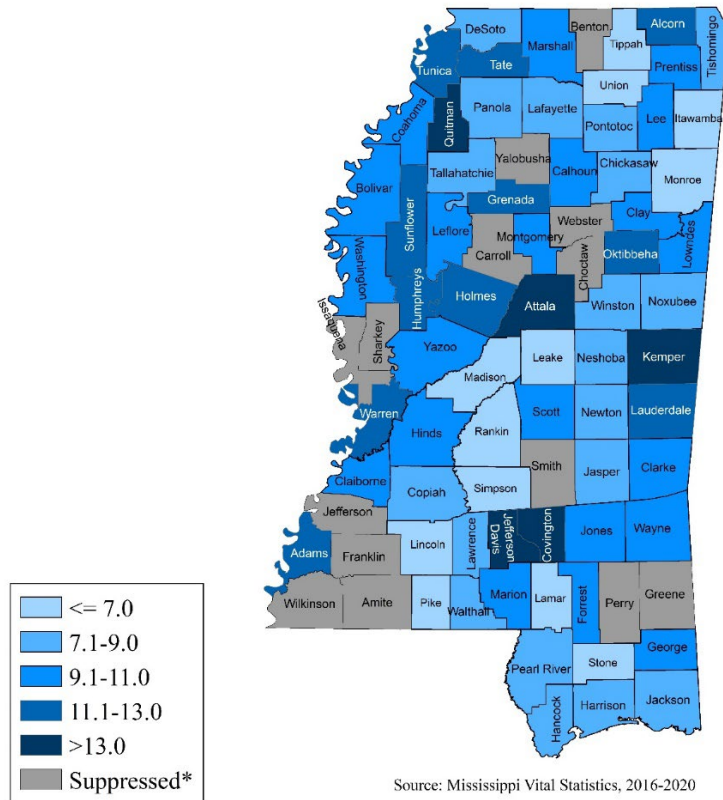 DeSoto
Benton
Alcorn
Tishomingo
Tippah
Marshall
Tunica
Tate
Prentiss
Union
Coahoma
Quitman
Panola
Lafayette
Pontotoc
Lee
Itawamba
Yalobusha
Tallahatchie
Calhoun
Chickasaw
Monroe
Bolivar
Sunflower
Grenada
Leflore
Webster
Clay
Carroll
Montgomery
Choctaw
Oktibbeha
Lowndes
Washington
Humphreys
Holmes
Attala
Winston
Noxubee
Issaquena
Sharkey
Yazoo
Madison
Leake
Neshoba
Kemper
Warren
Hinds
Rankin
Scott
Newton
Lauderdale
Claiborne
Copiah
Simpson
Smith
Jasper
Clarke
Jefferson
Adams
Franklin
Lincoln
Lawrence
Jefferson
Davis
Covington
Jones
Wayne
Wilkinson
Amite
Pike
Walthall
Marion
Lamar
Forrest
Perry
Greene
Pearl River
Stone
George
Hancock
Harrison
Jackson
<= 7.0
7.1-9.0
9.1-11.0
11.1-13.0
>13.0
Suppressed*
Source: Mississippi Vital Statistics, 2016-2020